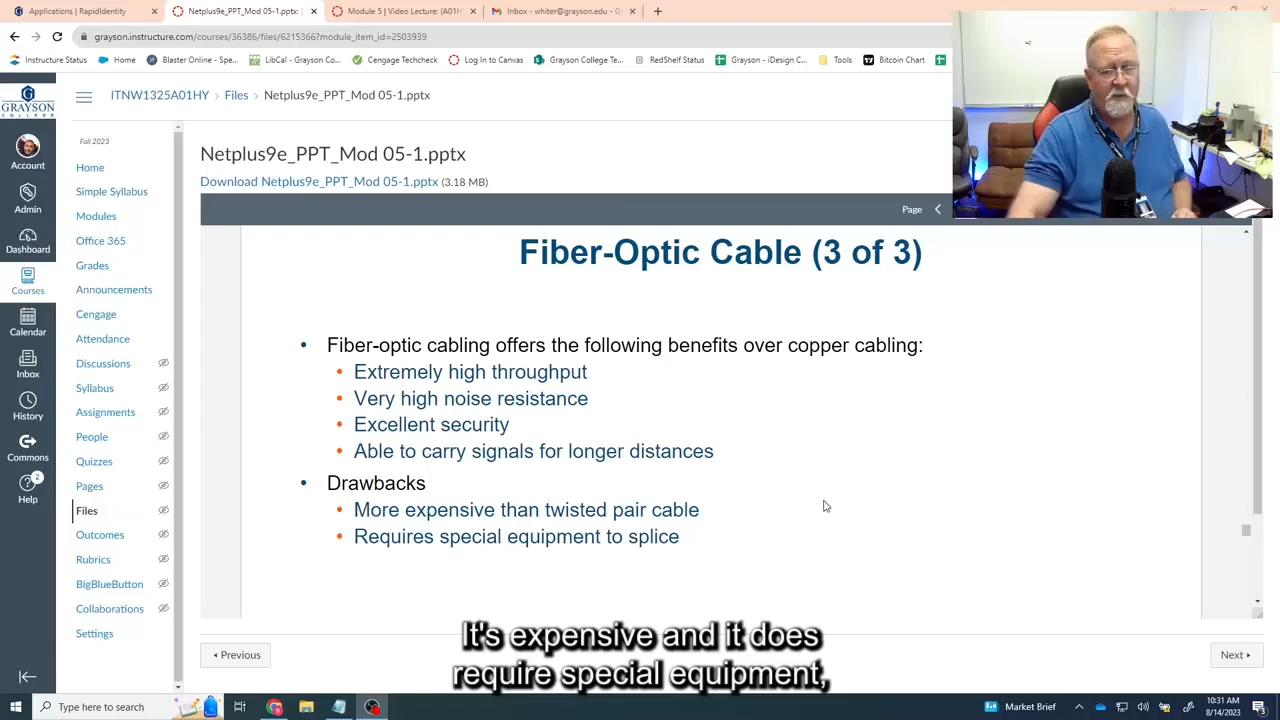 Applications | RapidIdentity
Netplus9e_PPT_Mod 05-1.pptx: (
Module 5 | Video Lecture: (A01H
Inbox - whiter@grayson.edu - G
grayson.instructure.com/courses/36386/files/6215366?module_item_id=2503939
Instructure Status
Home
Blaster Online - Spe...
LibCal - Grayson Co...
Cengage Techcheck
Log In to Canvas
Grayson College Te...
RedShelf Status
Grayson - iDesign C...
Tools
Bitcoin Chart
GRAYSON
COLLEGE
Account
Admin
Dashboard
Courses
Calendar
Inbox
History
Commons
2
Help
ITNW1325A01HY › Files › Netplus9e_PPT_Mod 05-1.pptx
Fall 2023
Home
Simple Syllabus
Modules
Office 365
Grades
Announcements
Cengage
Attendance
Discussions
Syllabus
Assignments
People
Quizzes
Pages
Files
Outcomes
Rubrics
BigBlueButton
Collaborations
Settings
Netplus9e_PPT_Mod 05-1.pptx
Download Netplus9e_PPT_Mod 05-1.pptx (3.18 MB)
Page
Fiber-Optic Cable (3 of 3)
• Fiber-optic cabling offers the following benefits over copper cabling:
• Extremely high throughput
• Very high noise resistance
• Excellent security
• Able to carry signals for longer distances
• Drawbacks
• More expensive than twisted pair cable
• Requires special equipment to splice
It's expensive and it does
require special equipment,
◂ Previous
Next ▸
Type here to search
Market Brief
10:31 AM
8/14/2023
3